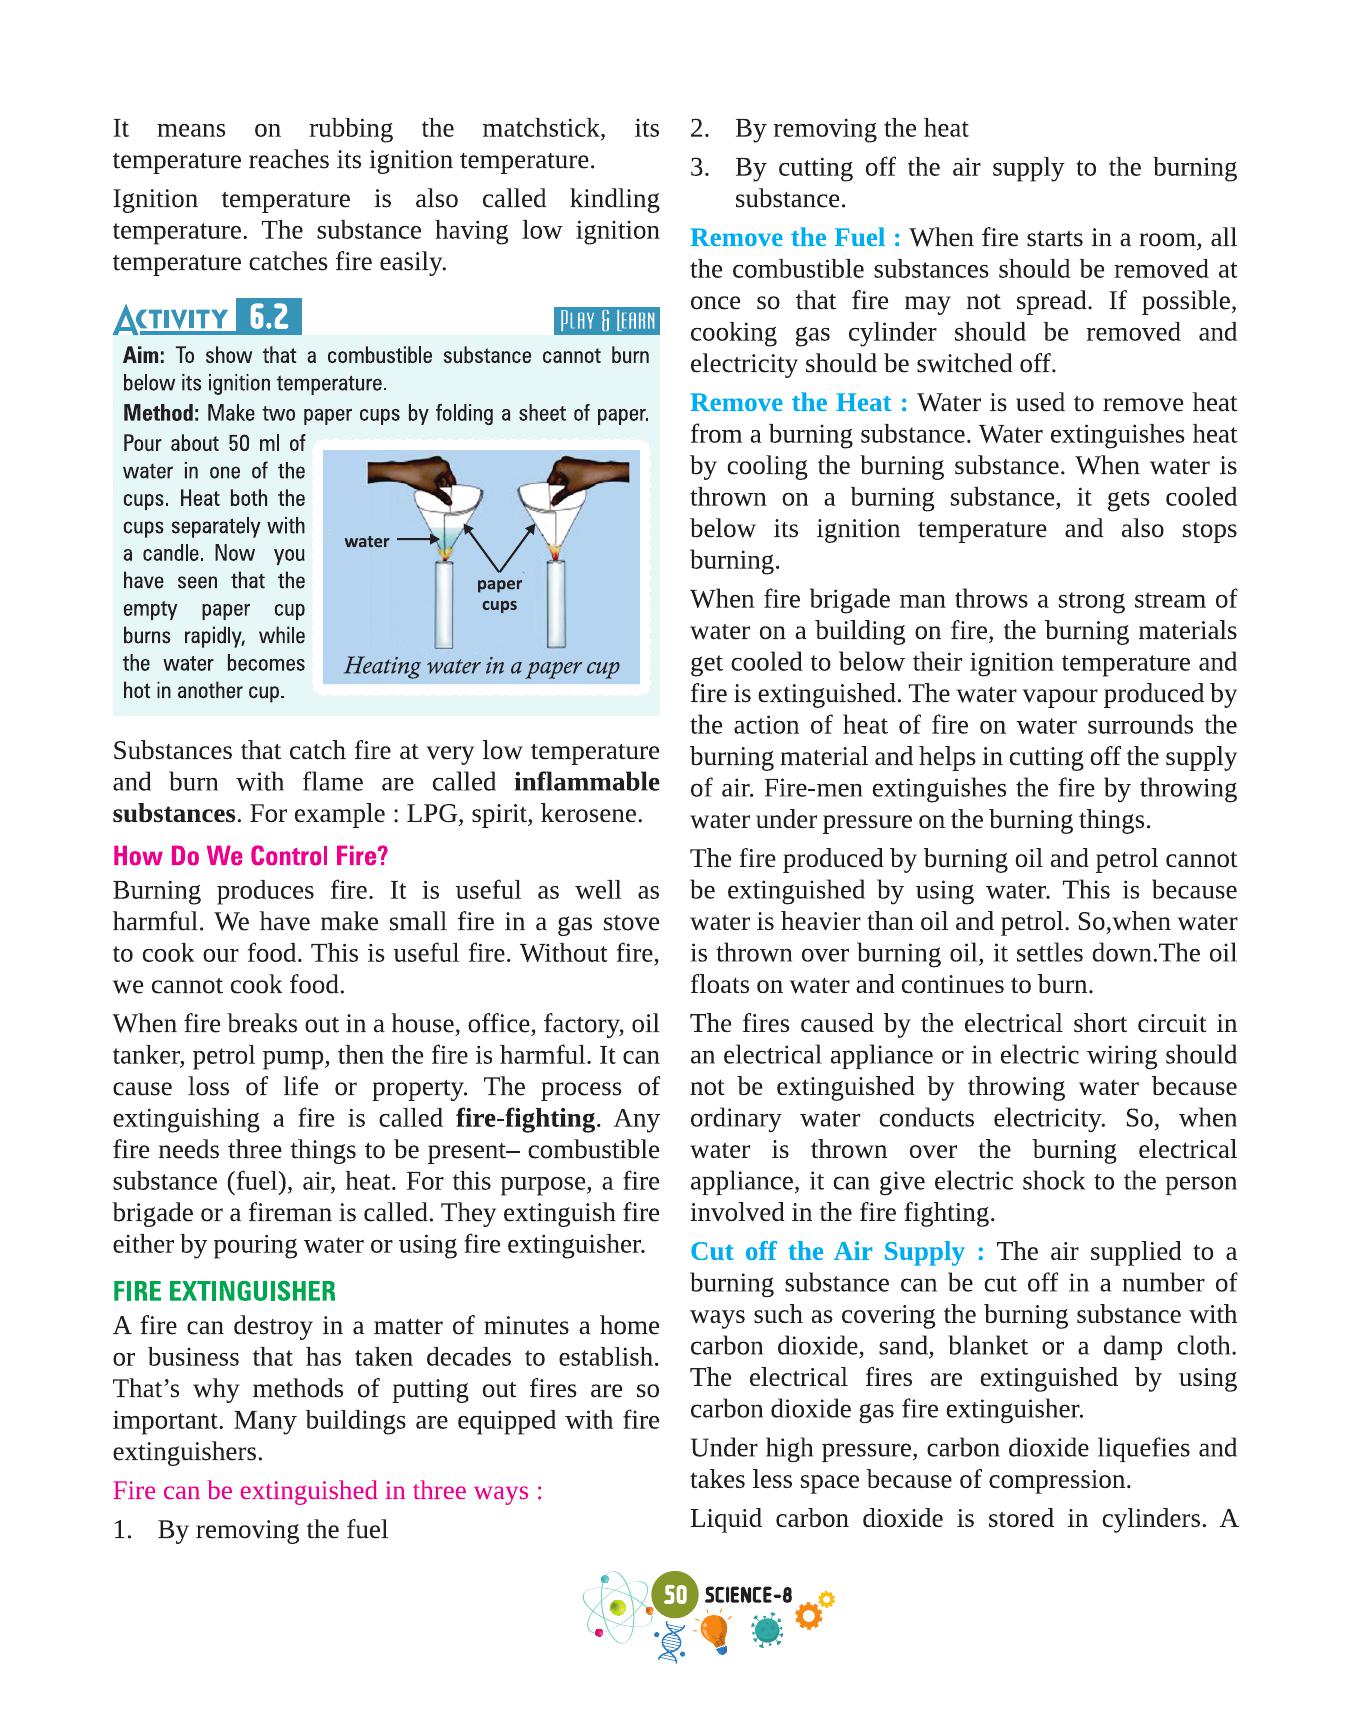 It means on rubbing the matchstick, its
temperature reaches its ignition temperature.
Ignition temperature is also called kindling
temperature. The substance having low ignition
temperature catches fire easily.
ACTIVITY 6.2
PLAY & LEARN
Aim: To show that a combustible substance cannot burn
below its ignition temperature.
Method: Make two paper cups by folding a sheet of paper.
Pour about 50 ml of
water in one of the
cups. Heat both the
cups separately with
a candle. Now you
have seen that the
empty paper cup
burns rapidly, while
the water becomes
hot in another cup.
water
paper
cups
Heating water in a paper cup
Substances that catch fire at very low temperature
and burn with flame are called inflammable
substances. For example : LPG, spirit, kerosene.
How Do We Control Fire?
Burning produces fire. It is useful as well as
harmful. We have make small fire in a gas stove
to cook our food. This is useful fire. Without fire,
we cannot cook food.
When fire breaks out in a house, office, factory, oil
tanker, petrol pump, then the fire is harmful. It can
cause loss of life or property. The process of
extinguishing a fire is called fire-fighting. Any
fire needs three things to be present– combustible
substance (fuel), air, heat. For this purpose, a fire
brigade or a fireman is called. They extinguish fire
either by pouring water or using fire extinguisher.
FIRE EXTINGUISHER
A fire can destroy in a matter of minutes a home
or business that has taken decades to establish.
That’s why methods of putting out fires are so
important. Many buildings are equipped with fire
extinguishers.
Fire can be extinguished in three ways :
1. By removing the fuel
2. By removing the heat
3. By cutting off the air supply to the burning
substance.
Remove the Fuel : When fire starts in a room, all
the combustible substances should be removed at
once so that fire may not spread. If possible,
cooking gas cylinder should be removed and
electricity should be switched off.
Remove the Heat : Water is used to remove heat
from a burning substance. Water extinguishes heat
by cooling the burning substance. When water is
thrown on a burning substance, it gets cooled
below its ignition temperature and also stops
burning.
When fire brigade man throws a strong stream of
water on a building on fire, the burning materials
get cooled to below their ignition temperature and
fire is extinguished. The water vapour produced by
the action of heat of fire on water surrounds the
burning material and helps in cutting off the supply
of air. Fire-men extinguishes the fire by throwing
water under pressure on the burning things.
The fire produced by burning oil and petrol cannot
be extinguished by using water. This is because
water is heavier than oil and petrol. So,when water
is thrown over burning oil, it settles down.The oil
floats on water and continues to burn.
The fires caused by the electrical short circuit in
an electrical appliance or in electric wiring should
not be extinguished by throwing water because
ordinary water conducts electricity. So, when
water is thrown over the burning electrical
appliance, it can give electric shock to the person
involved in the fire fighting.
Cut off the Air Supply : The air supplied to a
burning substance can be cut off in a number of
ways such as covering the burning substance with
carbon dioxide, sand, blanket or a damp cloth.
The electrical fires are extinguished by using
carbon dioxide gas fire extinguisher.
Under high pressure, carbon dioxide liquefies and
takes less space because of compression.
Liquid carbon dioxide is stored in cylinders. A
50 SCIENCE-8